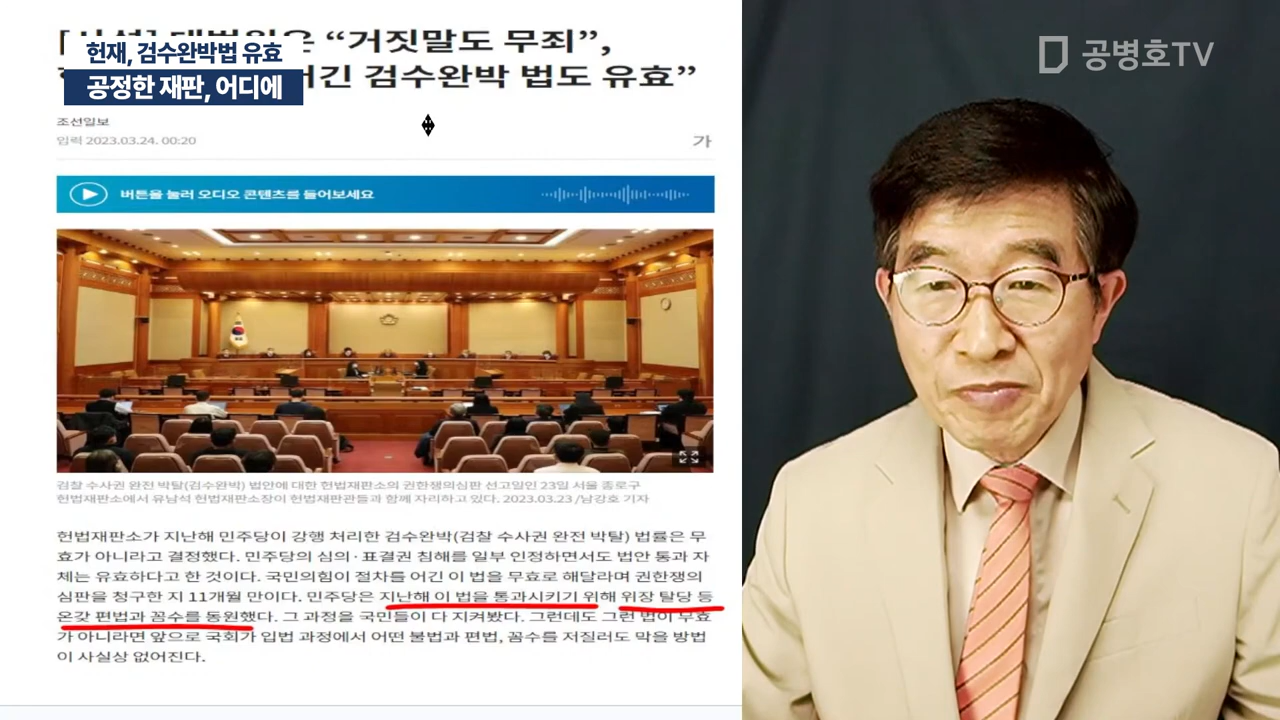 은 “거짓말도 무죄”,
헌재, 검수완박법 유효
어긴 검수완박 법도 유효”
공정한 재판, 어디에
공병호TV
조선일보
입력 2023.03.24. 00:20
가
버튼을 눌러 오디오 콘텐츠를 들어보세요
검찰 수사권 완전 박탈(검수완박) 법안에 대한 헌법재판소의 권한쟁의심판 선고일인 23일 서울 종로구
헌법재판소에서 유남석 헌법재판소장이 헌법재판관들과 함께 자리하고 있다. 2023.03.23 /남강호 기자
헌법재판소가 지난해 민주당이 강행 처리한 검수완박(검찰 수사권 완전 박탈) 법률은 무
효가 아니라고 결정했다. 민주당의 심의·표결권 침해를 일부 인정하면서도 법안 통과 자
체는 유효하다고 한 것이다. 국민의힘이 절차를 어긴 이 법을 무효로 해달라며 권한쟁의
심판을 청구한 지 11개월 만이다. 민주당은 지난해 이 법을 통과시키기 위해 위장 탈당 등
온갖 편법과 꼼수를 동원했다. 그 과정을 국민들이 다 지켜봤다. 그런데도 그런 법이 무효
가 아니라면 앞으로 국회가 입법 과정에서 어떤 불법과 편법, 꼼수를 저질러도 막을 방법
이 사실상 없어진다.